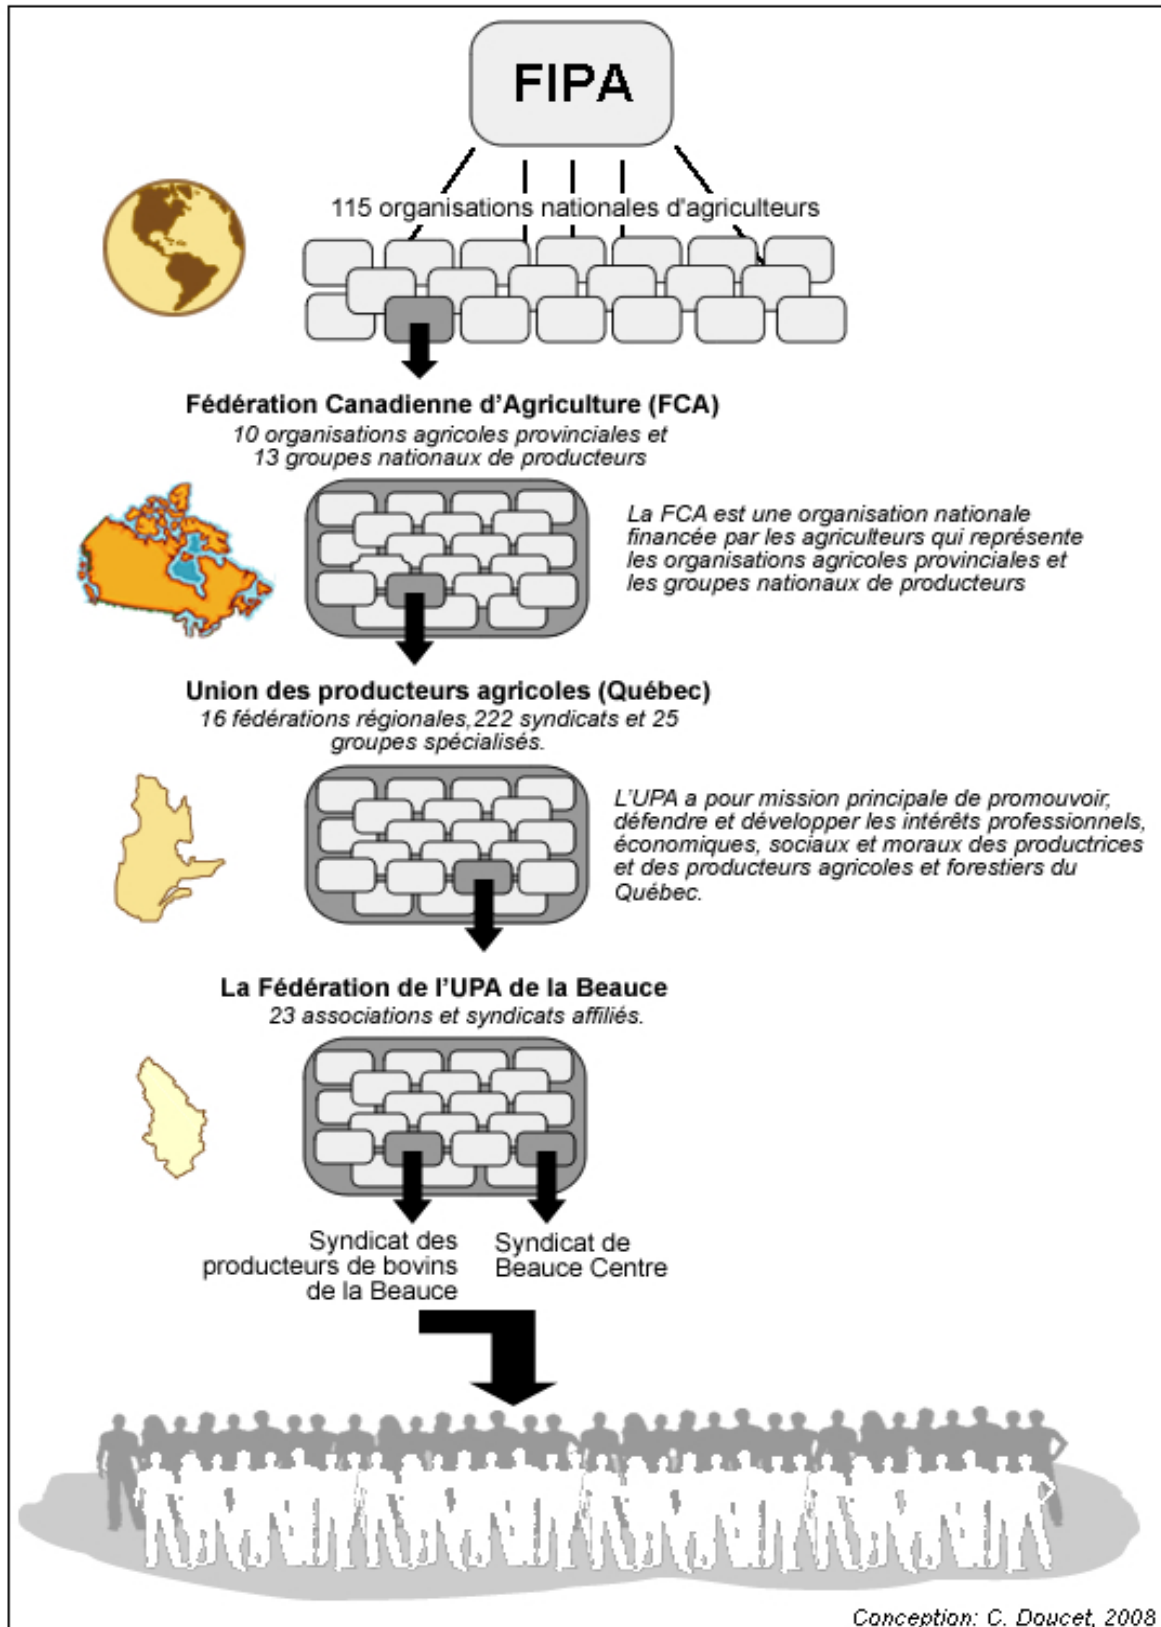 FIPA
115 organisations nationales d'agriculteurs
Fédération Canadienne d'Agriculture (FCA)
10 organisations agricoles provinciales et
13 groupes nationaux de producteurs
La FCA est une organisation nationale
financée par les agriculteurs qui représente
les organisations agricoles provinciales et
les groupes nationaux de producteurs
Union des producteurs agricoles (Québec)
16 fédérations régionales,222 syndicats et 25
groupes spécialisés.
L'UPA a pour mission principale de promouvoir,
défendre et développer les intérêts professionnels,
économiques, sociaux et moraux des productrices
et des producteurs agricoles et forestiers du
Québec.
La Fédération de l'UPA de la Beauce
23 associations et syndicats affiliés.
Syndicat des
producteurs de bovins
de la Beauce
Syndicat de
Beauce Centre
Conception: C. Doucet, 2008